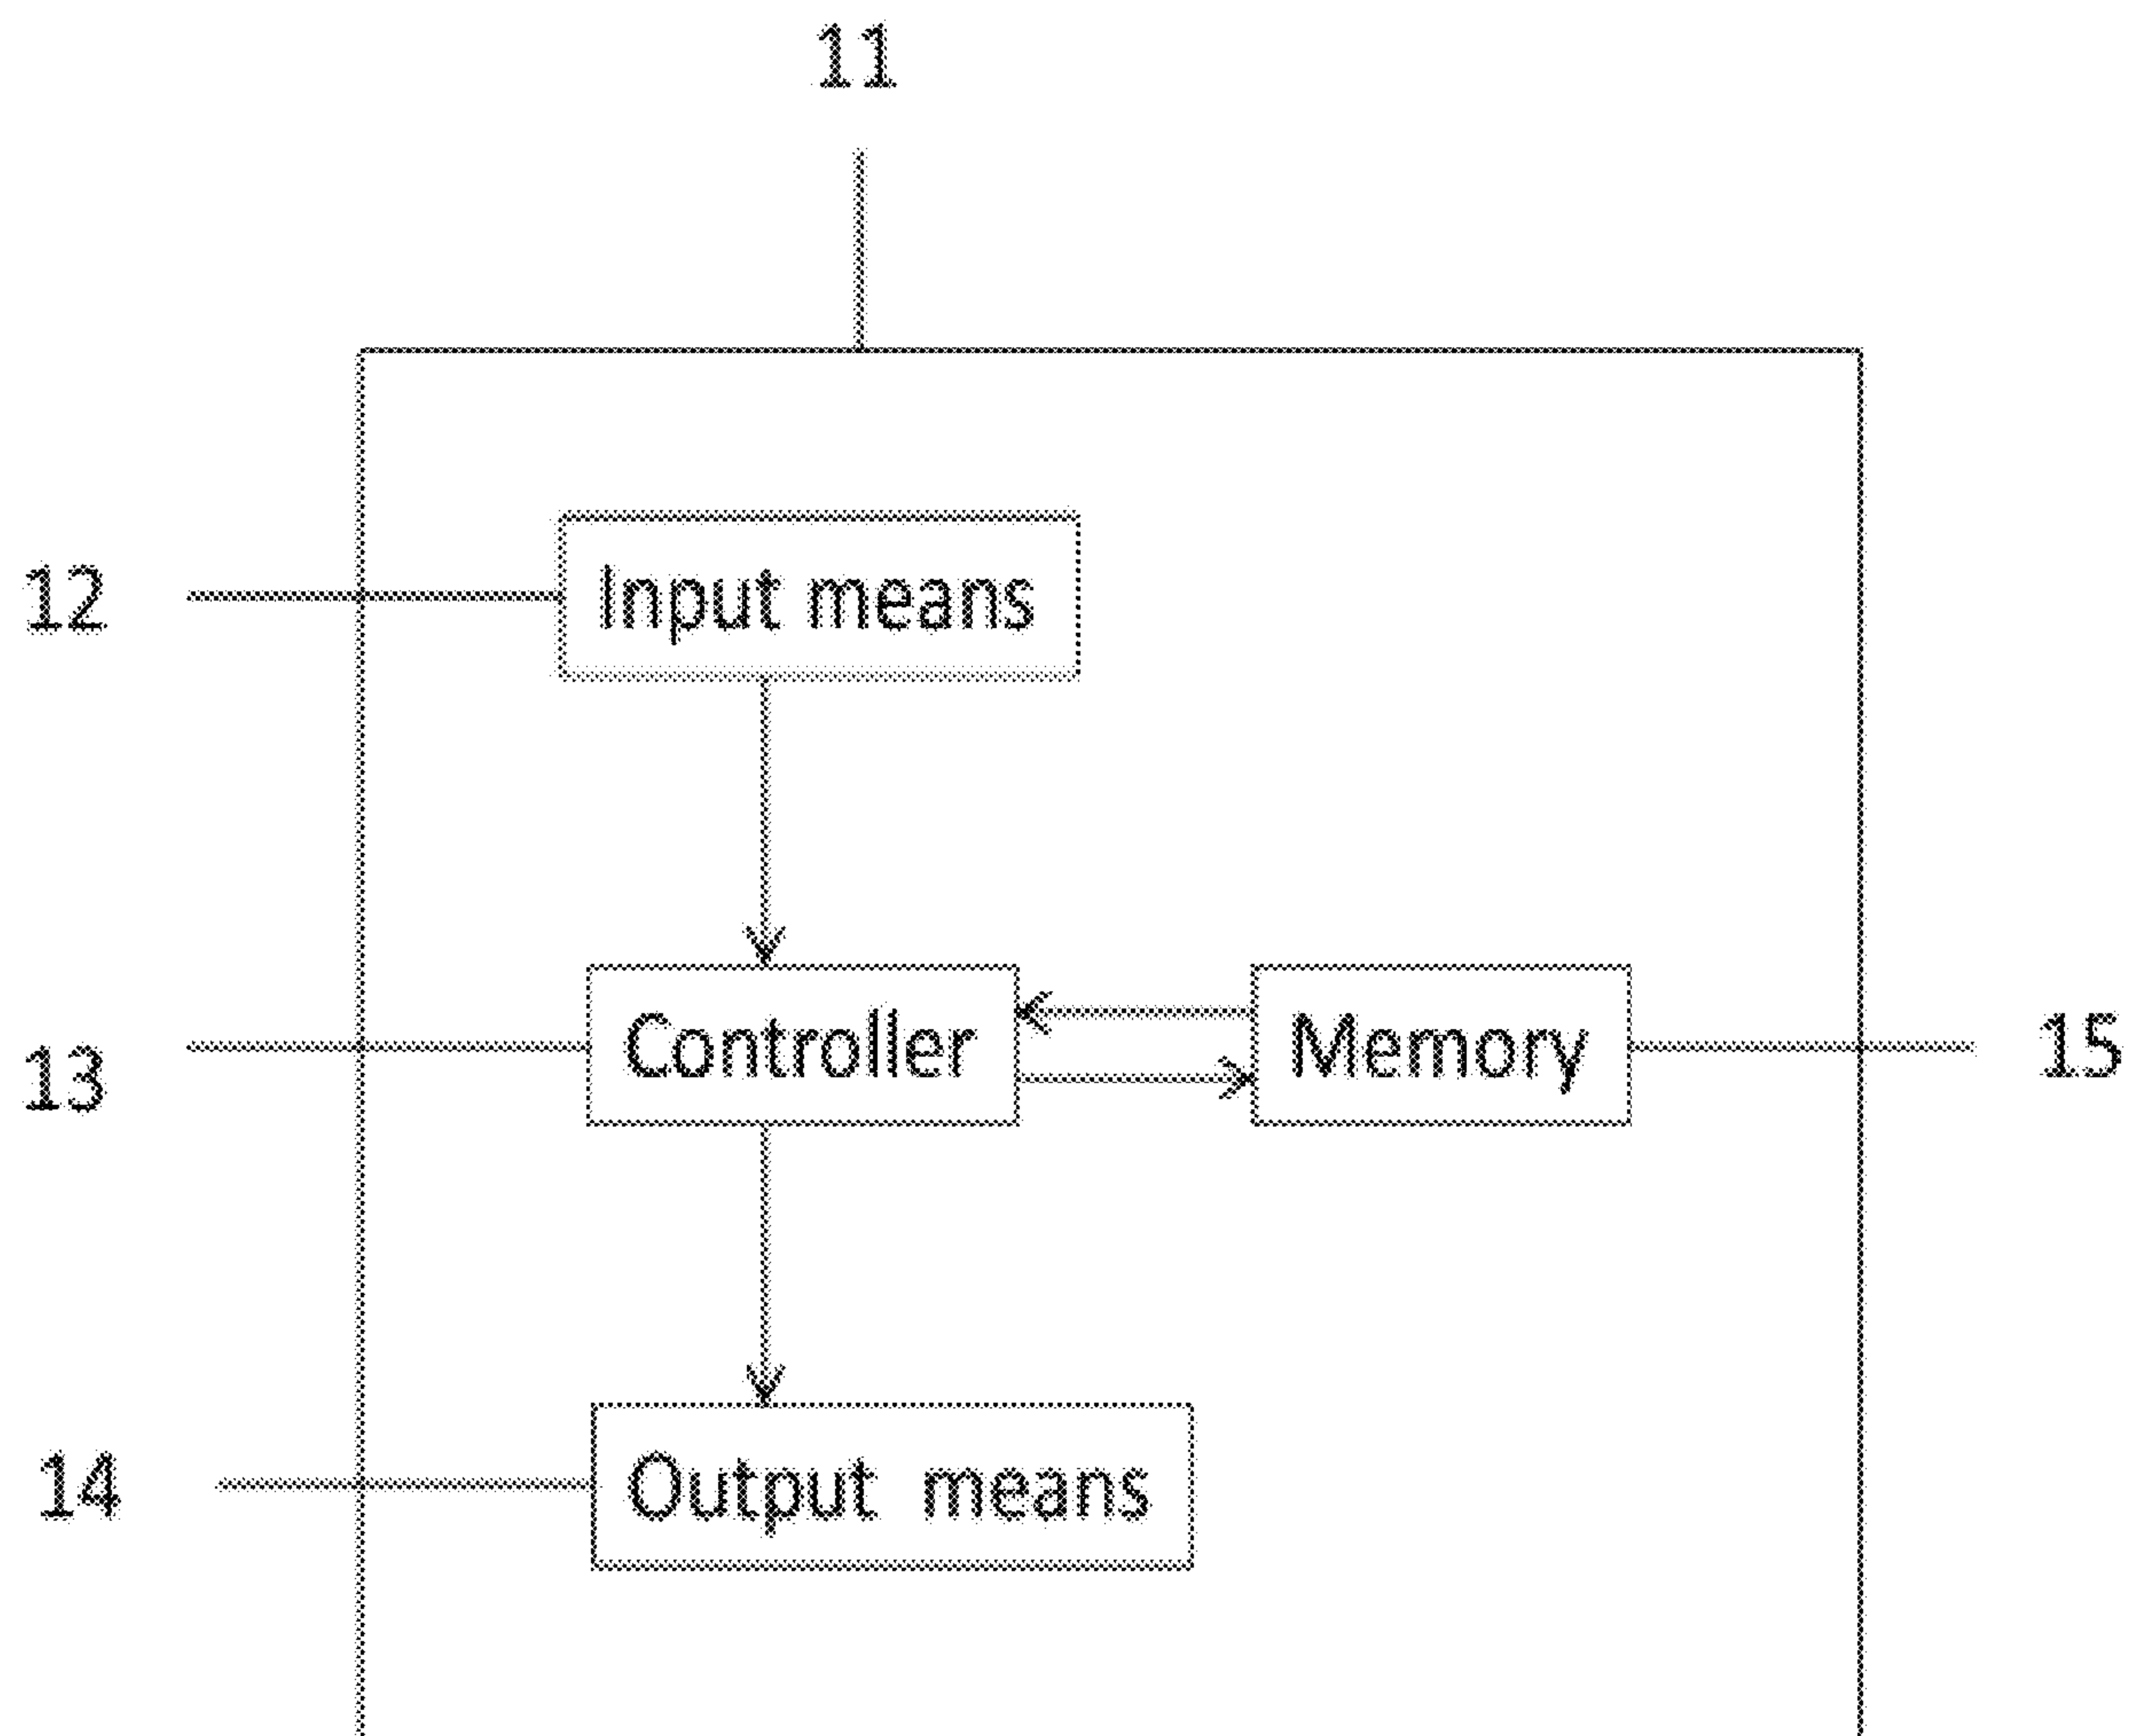 11
12
Input means
13
Controller
Memory
15
14
Output means